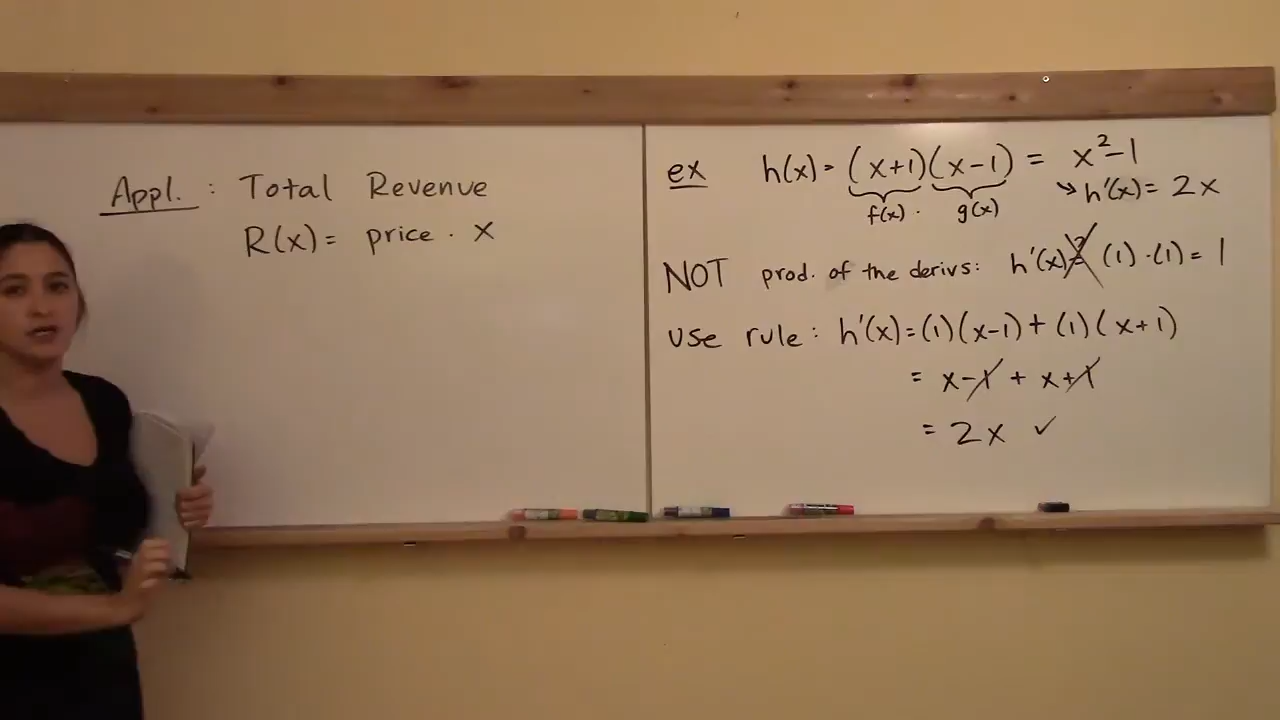 Appl. : Total Revenue
R(x) = price · x
ex h(x) = (x+1)(x-1) = x²-1
f(x) · g(x) ↘ h'(x) = 2x
NOT prod. of the derivs: h'(x) ?= (1)·(1) = 1
use rule: h'(x) = (1)(x-1) + (1)(x+1)
= x-1 + x+1
= 2x ✓